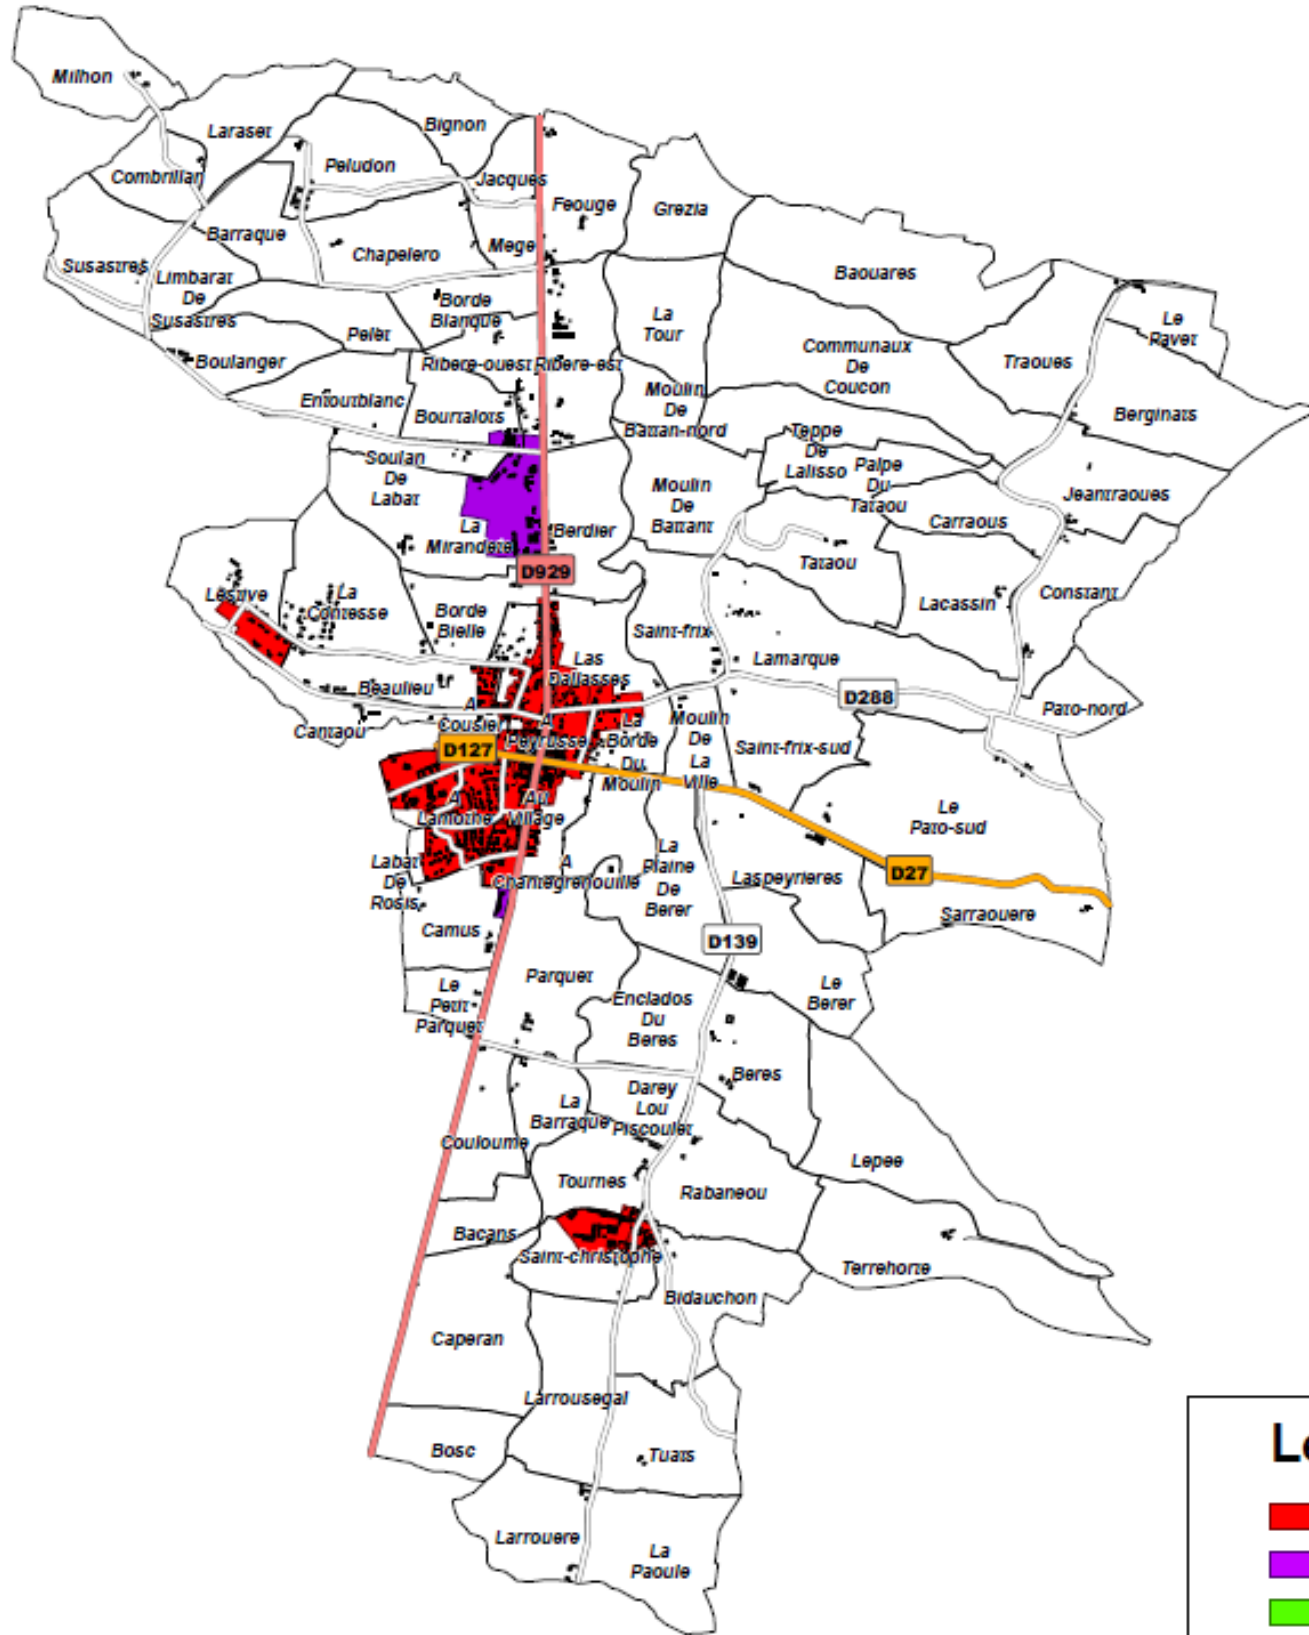 Milhon
Bignon
Laraset
Peludon
Combrillan
Jacques
Feouge
Grezia
Barraque
Mege
Chapelero
Susastres
Limbarat
De
Susastres
Baouares
Borde
Blanque
La
Tour
Le
Pavet
Pelet
Boulanger
Communaux
De
Coucon
Traoues
Ribere-ouest
Ribere-est
Entoutblanc
Bourtalots
Moulin
De
Battan-nord
Berginats
Teppe
De
Lalisso
Soulan
De
Labat
Palpe
Du
Tataou
Moulin
De
Battant
Jeantraoues
Carraous
La
Mirandete
Berdier
Tataou
D929
Lestive
La
Contesse
Borde
Bielle
Lacassin
Constant
Saint-frix
Las
Dallasses
Lamarque
Beaulieu
D288
Pato-nord
Cantaou
A
Cousiert
A
Peyrusse
La
Borde
Du
Moulin
Moulin
De
La
Ville
Saint-frix-sud
D127
A
Lamothe
Au
Village
Le
Pato-sud
Labat
De
Rosis
A
Chantegrenouille
La
Plaine
De
Berer
Laspeyrieres
D27
Sarraouere
Camus
D139
Parquet
Le
Petit
Parquet
Enclados
Du
Beres
Le
Berer
Beres
La
Barraque
Darey
Lou
Piscoulet
Couloume
Lepee
Tournes
Rabaneou
Bacans
Saint-christophe
Terrehorte
Bidauchon
Caperan
Larrousegal
Bosc
Tuats
Larrouere
La
Paoule